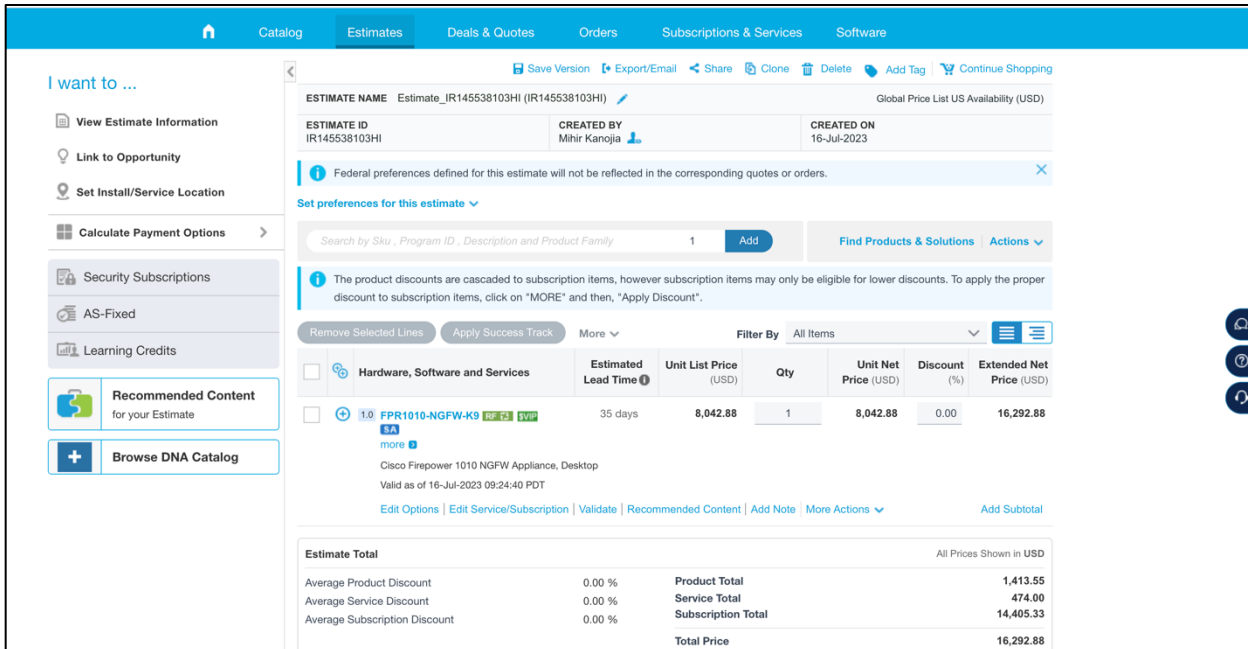 Catalog Estimates Deals & Quotes Orders Subscriptions & Services Software
I want to ...
View Estimate Information
Link to Opportunity
Set Install/Service Location
Calculate Payment Options
Security Subscriptions
AS-Fixed
Learning Credits
Recommended Content
for your Estimate
Browse DNA Catalog
Save Version Export/Email Share Clone Delete Add Tag Continue Shopping
ESTIMATE NAME Estimate_IR145538103HI (IR145538103HI) Global Price List US Availability (USD)
ESTIMATE ID CREATED BY CREATED ON
IR145538103HI Mihir Kanojia 16-Jul-2023
Federal preferences defined for this estimate will not be reflected in the corresponding quotes or orders.
Set preferences for this estimate
Search by Sku , Program ID , Description and Product Family 1 Add Find Products & Solutions Actions
The product discounts are cascaded to subscription items, however subscription items may only be eligible for lower discounts. To apply the proper
discount to subscription items, click on "MORE" and then, "Apply Discount".
Remove Selected Lines Apply Success Track More Filter By All Items
Hardware, Software and Services Estimated Lead Time Unit List Price (USD) Qty Unit Net Price (USD) Discount (%) Extended Net Price (USD)
1.0 FPR1010-NGFW-K9 RF $VIP 35 days 8,042.88 1 8,042.88 0.00 16,292.88
SA
more
Cisco Firepower 1010 NGFW Appliance, Desktop
Valid as of 16-Jul-2023 09:24:40 PDT
Edit Options | Edit Service/Subscription | Validate | Recommended Content | Add Note | More Actions Add Subtotal
Estimate Total All Prices Shown in USD
Average Product Discount 0.00 % Product Total 1,413.55
Average Service Discount 0.00 % Service Total 474.00
Average Subscription Discount 0.00 % Subscription Total 14,405.33
Total Price 16,292.88